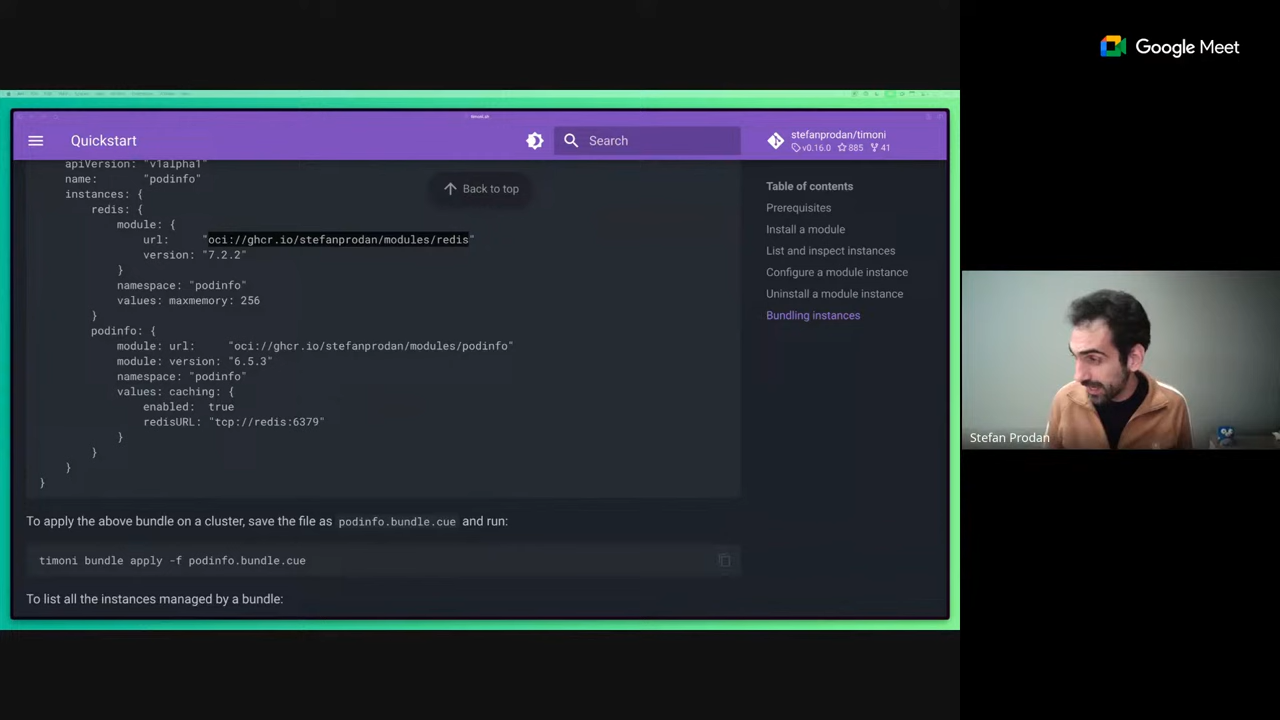 Google Meet
Quickstart
Search
stefanprodan/timoni
v0.16.0 885 41
apiVersion: "v1alpha1"
name: "podinfo"
instances: {
redis: {
module: {
url: "oci://ghcr.io/stefanprodan/modules/redis"
version: "7.2.2"
}
namespace: "podinfo"
values: maxmemory: 256
}
podinfo: {
module: url: "oci://ghcr.io/stefanprodan/modules/podinfo"
module: version: "6.5.3"
namespace: "podinfo"
values: caching: {
enabled: true
redisURL: "tcp://redis:6379"
}
}
}
}
Back to top
To apply the above bundle on a cluster, save the file as podinfo.bundle.cue and run:
timoni bundle apply -f podinfo.bundle.cue
To list all the instances managed by a bundle:
Table of contents
Prerequisites
Install a module
List and inspect instances
Configure a module instance
Uninstall a module instance
Bundling instances
Stefan Prodan